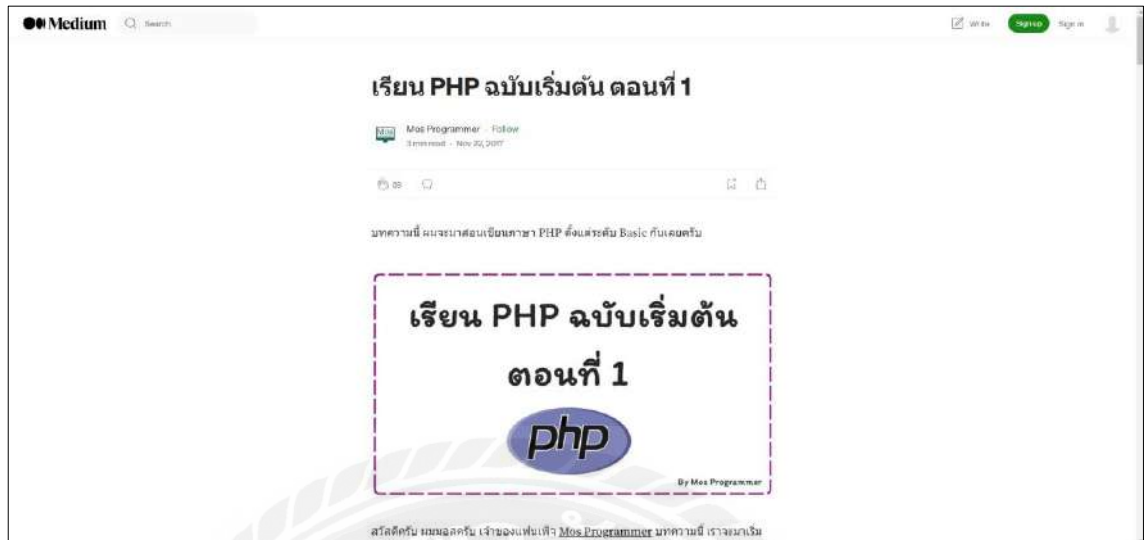 Medium
Search
Write
Sign up
Sign in
เรียน PHP ฉบับเริ่มต้น ตอนที่ 1
Mos
Mos Programmer · Follow
3 min read · Nov 22, 2017
บทความนี้ ผมจะมาสอนเขียนภาษา PHP ตั้งแต่ระดับ Basic กันเลยครับ
เรียน PHP ฉบับเริ่มต้น
ตอนที่ 1
php
By Mos Programmer
สวัสดีครับ ผมมอสครับ เจ้าของแฟนเพจ Mos Programmer บทความนี้ เราจะมาเริ่ม